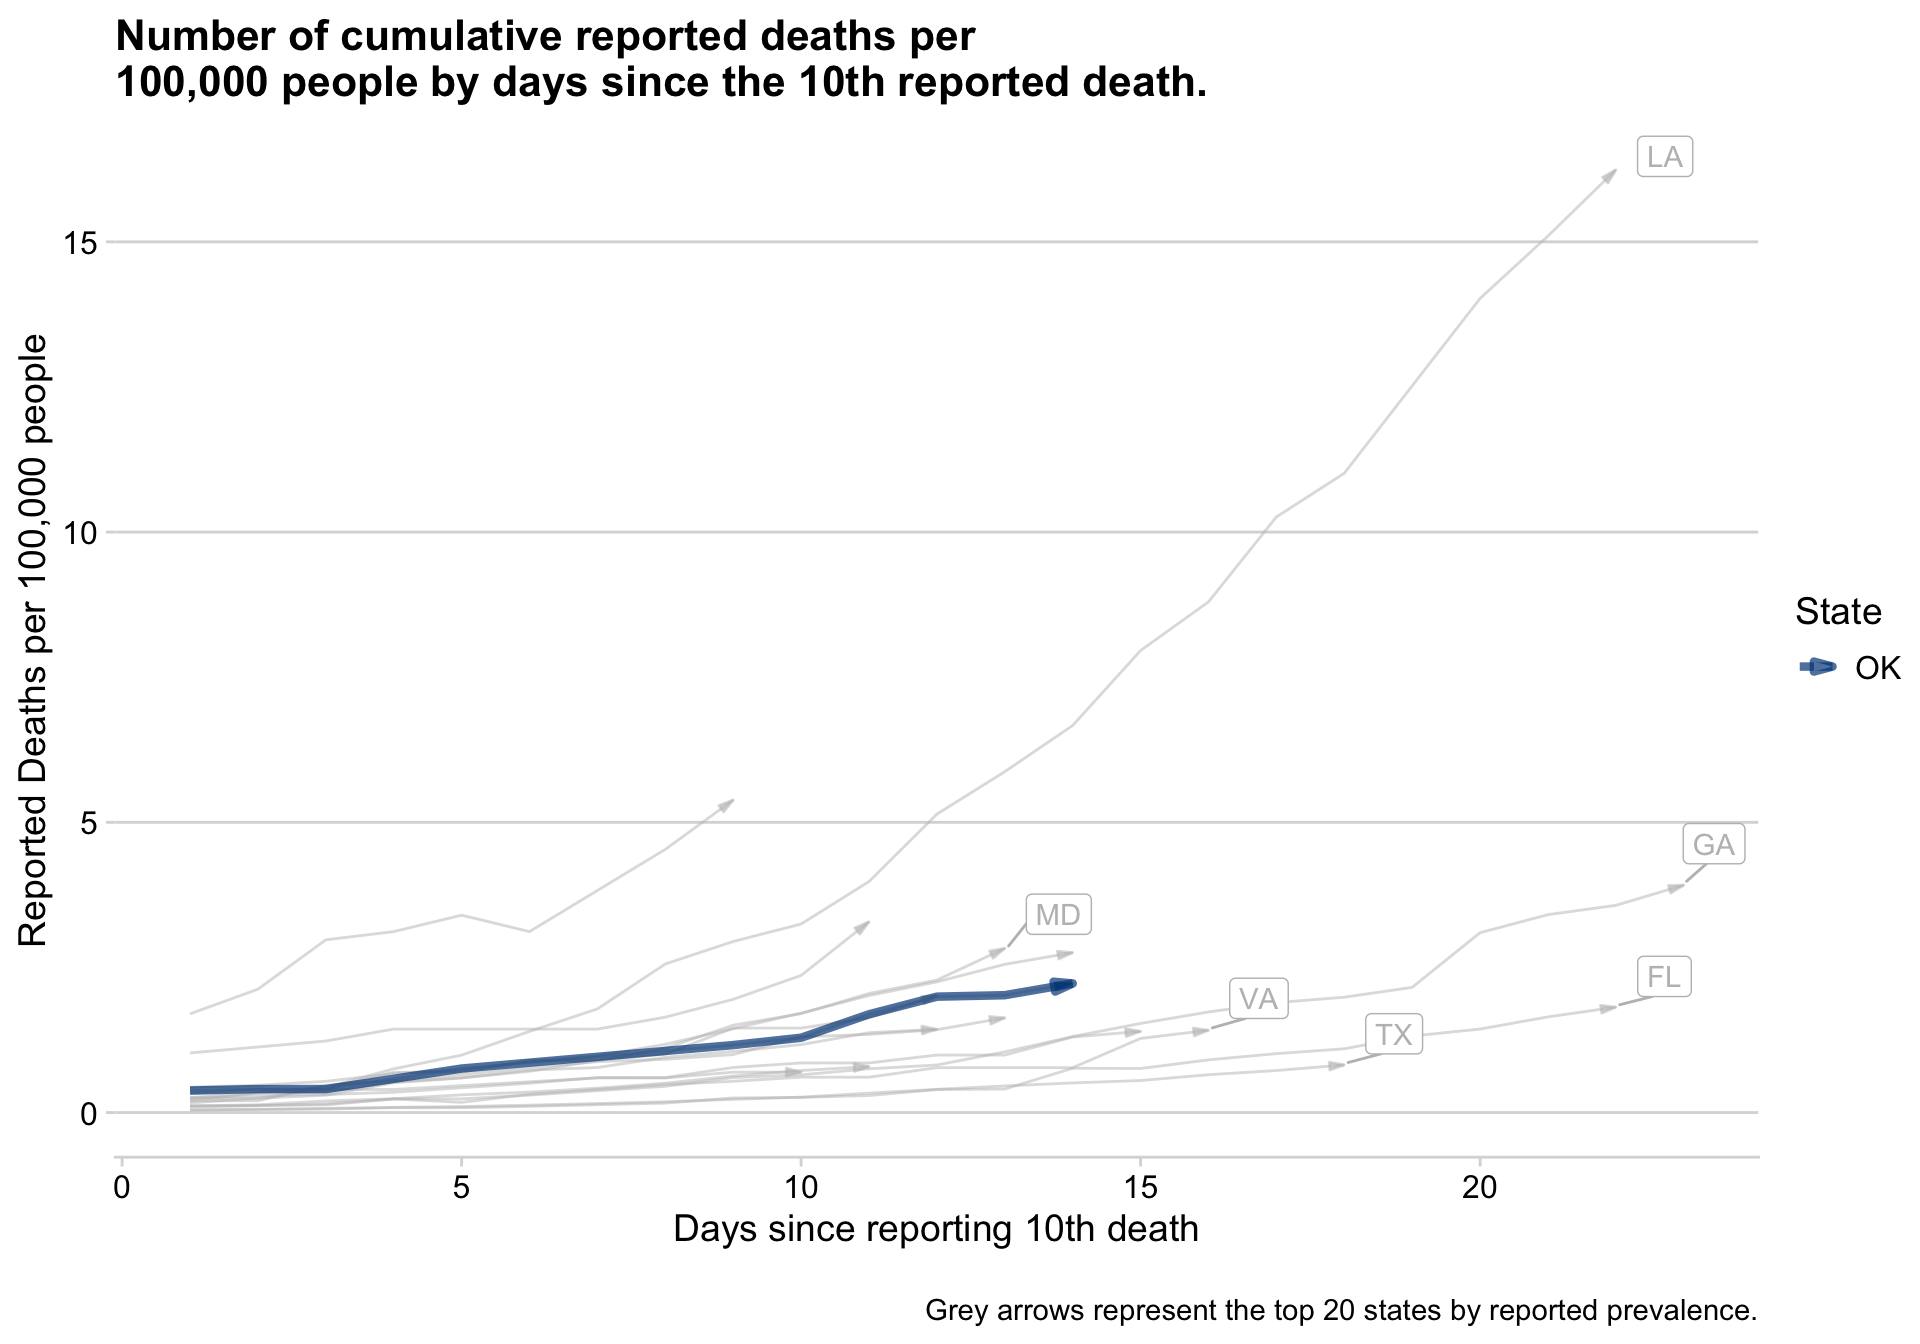 Number of cumulative reported deaths per
100,000 people by days since the 10th reported death.
Reported Deaths per 100,000 people
15
10
5
0
LA
GA
MD
FL
VA
TX
State
OK
0 5 10 15 20
Days since reporting 10th death
Grey arrows represent the top 20 states by reported prevalence.